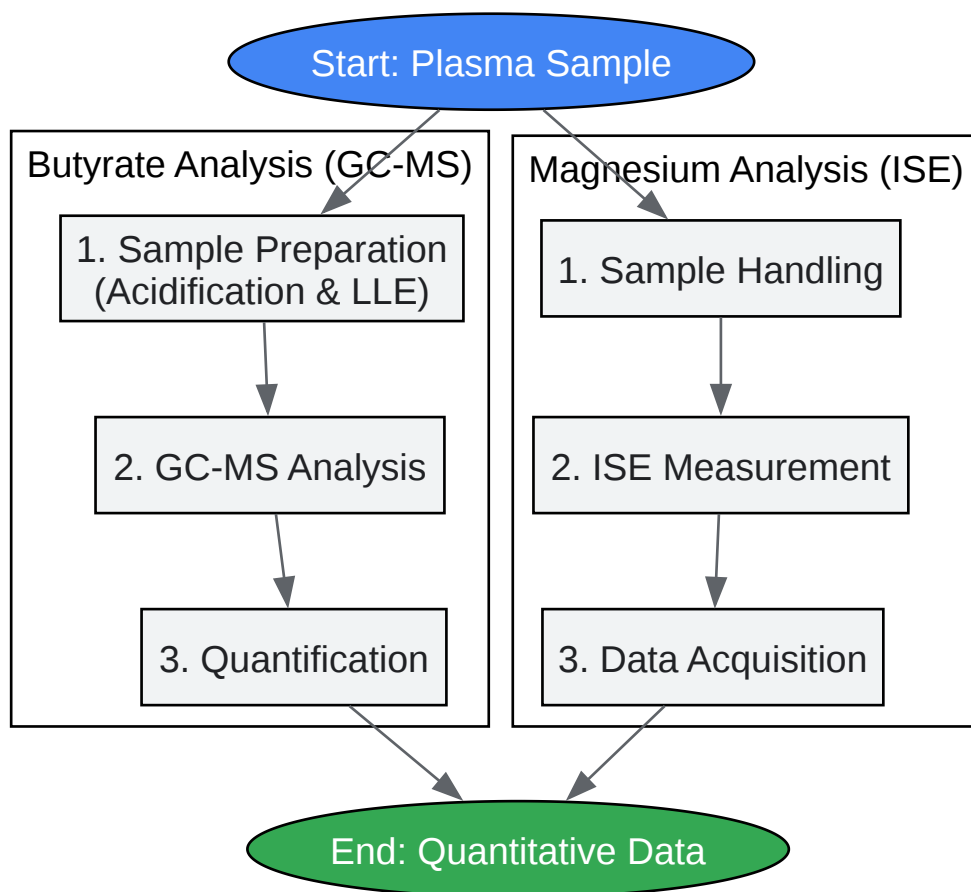 Start: Plasma Sample
Butyrate Analysis (GC-MS)
1. Sample Preparation
(Acidification & LLE)
2. GC-MS Analysis
3. Quantification
Magnesium Analysis (ISE)
1. Sample Handling
2. ISE Measurement
3. Data Acquisition
End: Quantitative Data